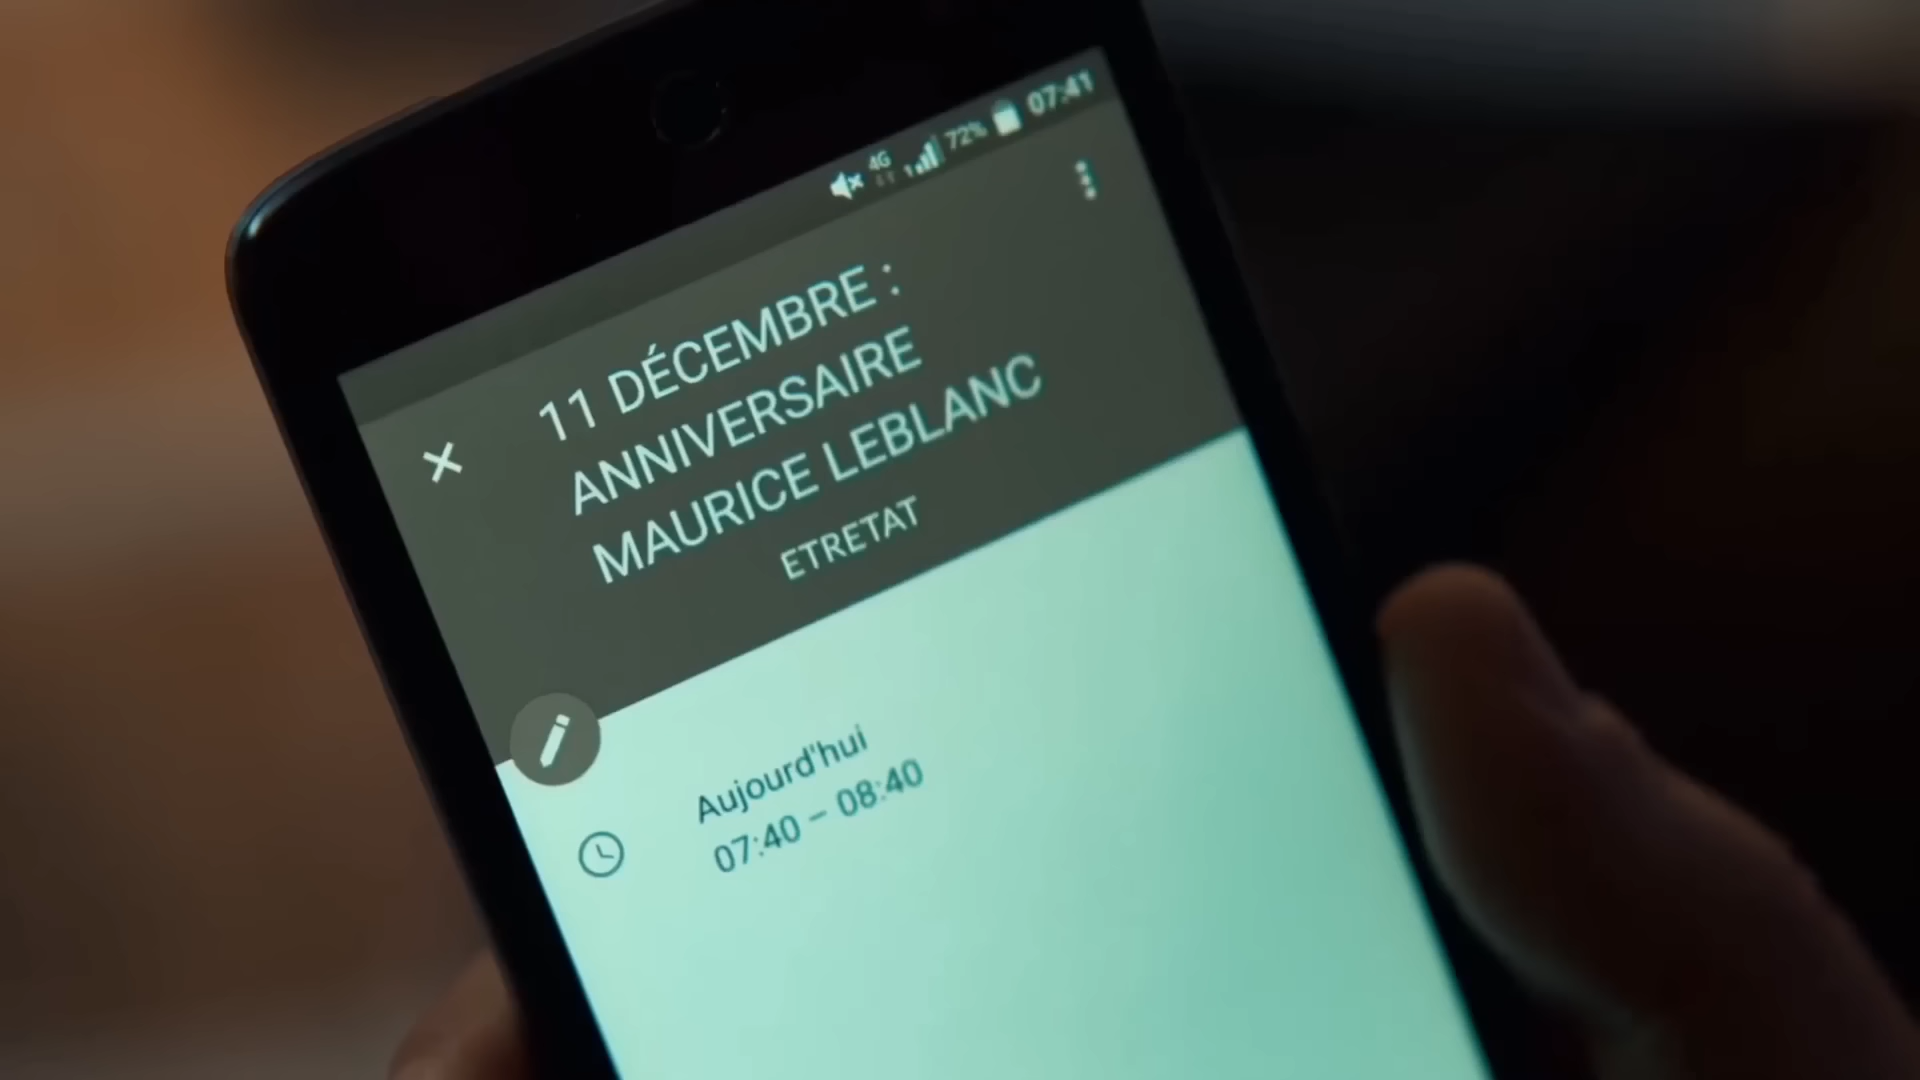 4G 72% 07:41
11 DÉCEMBRE :
ANNIVERSAIRE
MAURICE LEBLANC
ETRETAT
Aujourd'hui
07:40 – 08:40